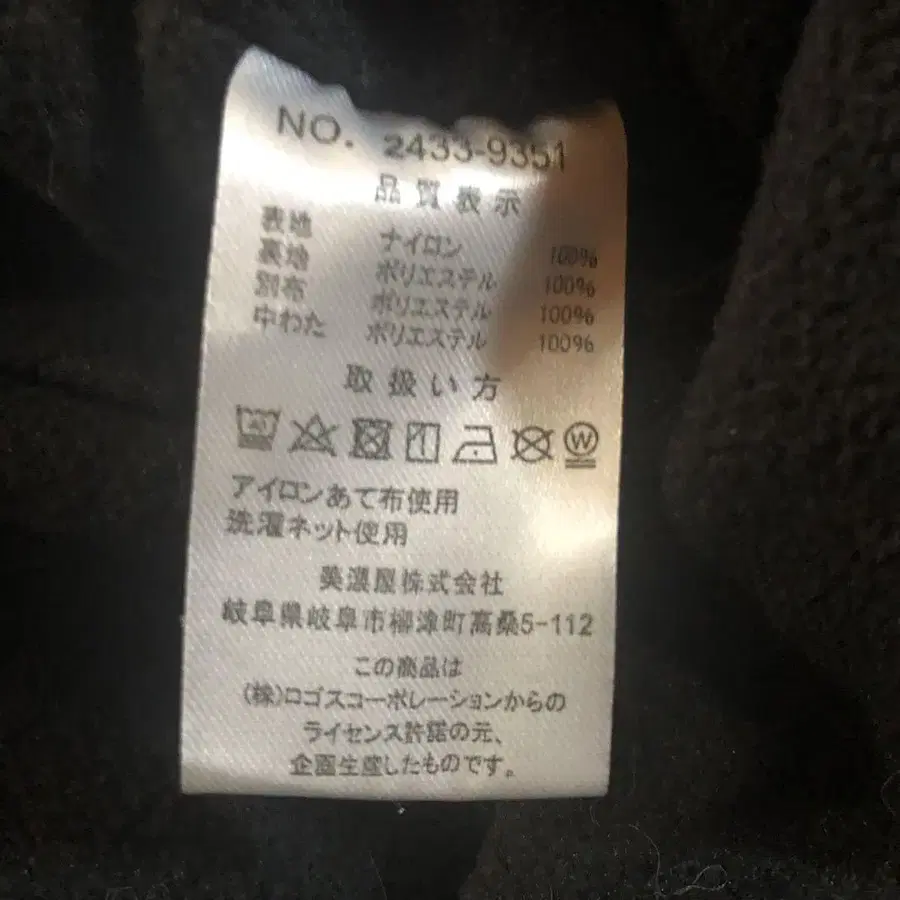 NO. 2433-9351
品質表示
表地 ナイロン 100%
裏地 ポリエステル 100%
別布 ポリエステル 100%
中わた ポリエステル 100%
取扱い方
40
W
アイロンあて布使用
洗濯ネット使用
美濃屋株式会社
岐阜県岐阜市柳津町高桑5-112
この商品は
(株)ロゴスコーポレーションからの
ライセンス許諾の元、
企画生産したものです。